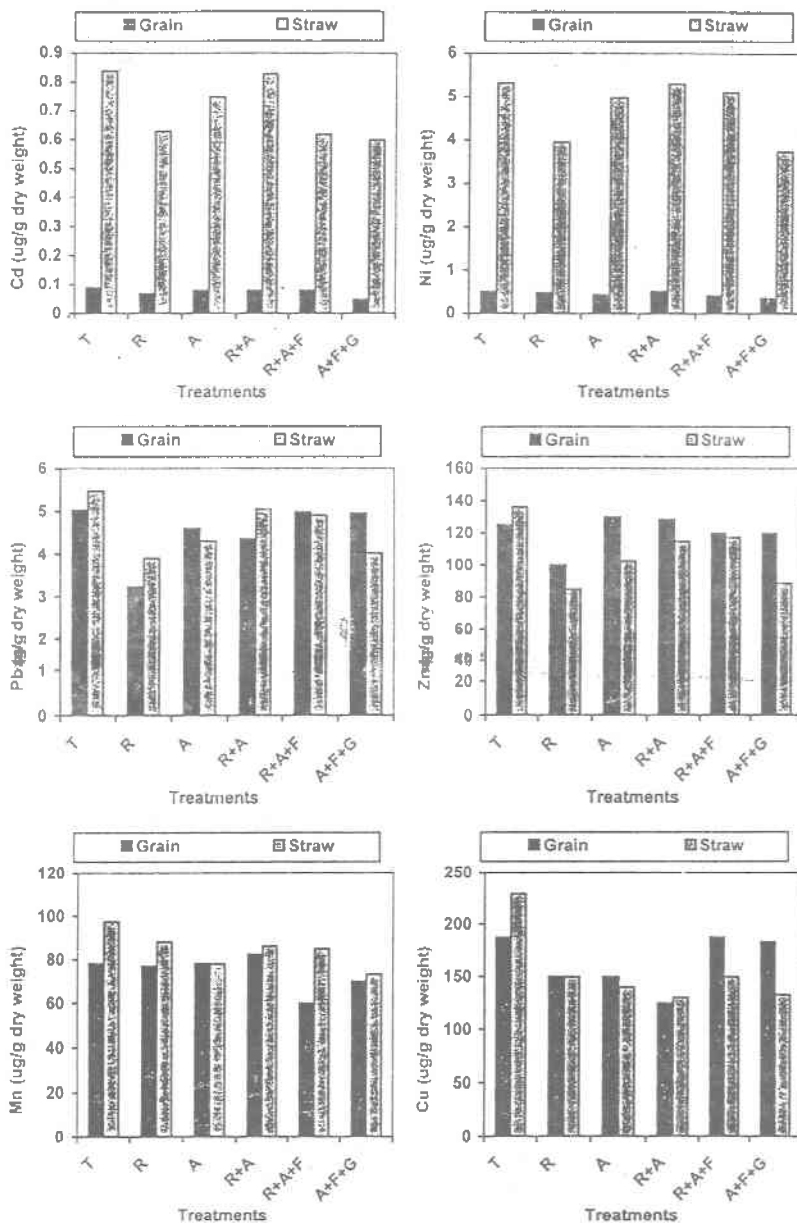 Grain Straw
Cd (ug/g dry weight)
0.9
0.8
0.7
0.6
0.5
0.4
0.3
0.2
0.1
0
T R A R+A R+A+F A+F+G
Treatments
Grain Straw
Ni (ug/g dry weight)
6
5
4
3
2
1
0
T R A R+A R+A+F A+F+G
Treatments
Grain Straw
6
5
4
3
2
1
0
g/g dry weight)
T R A R+A R+A+F A+F+G
Treatments
Grain Straw
160
140
120
100
80
60
40
20
0
g/g dry weight)
T R A R+A R+A+F A+F+G
Treatments
Grain Straw
Mn (ug/g dry weight)
120
100
80
60
40
20
0
T R A R+A R+A+F A+F+G
Treatments
Grain Straw
Cu (ug/g dry weight)
250
200
150
100
50
0
T R A R+A R+A+F A+F+G
Treatments